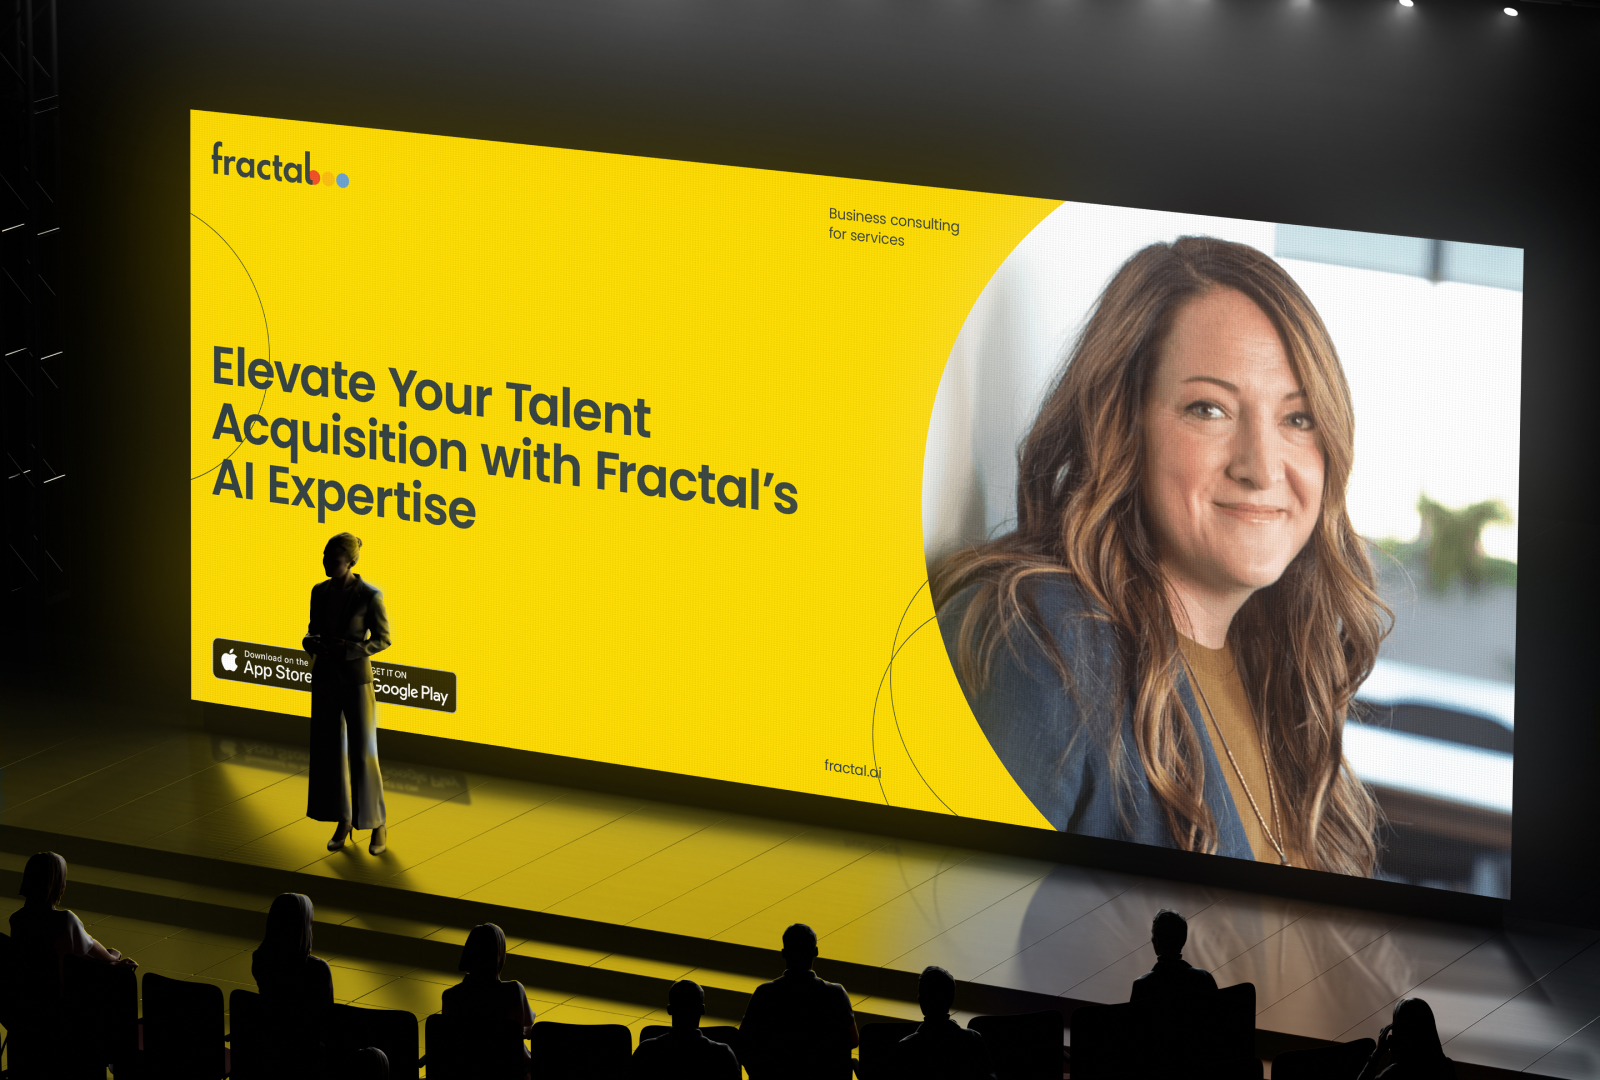 fractal
Business consulting
for services
Elevate Your Talent
Acquisition with Fractal's
AI Expertise
Download on the
App Store
GET IT ON
Google Play
fractal.ai